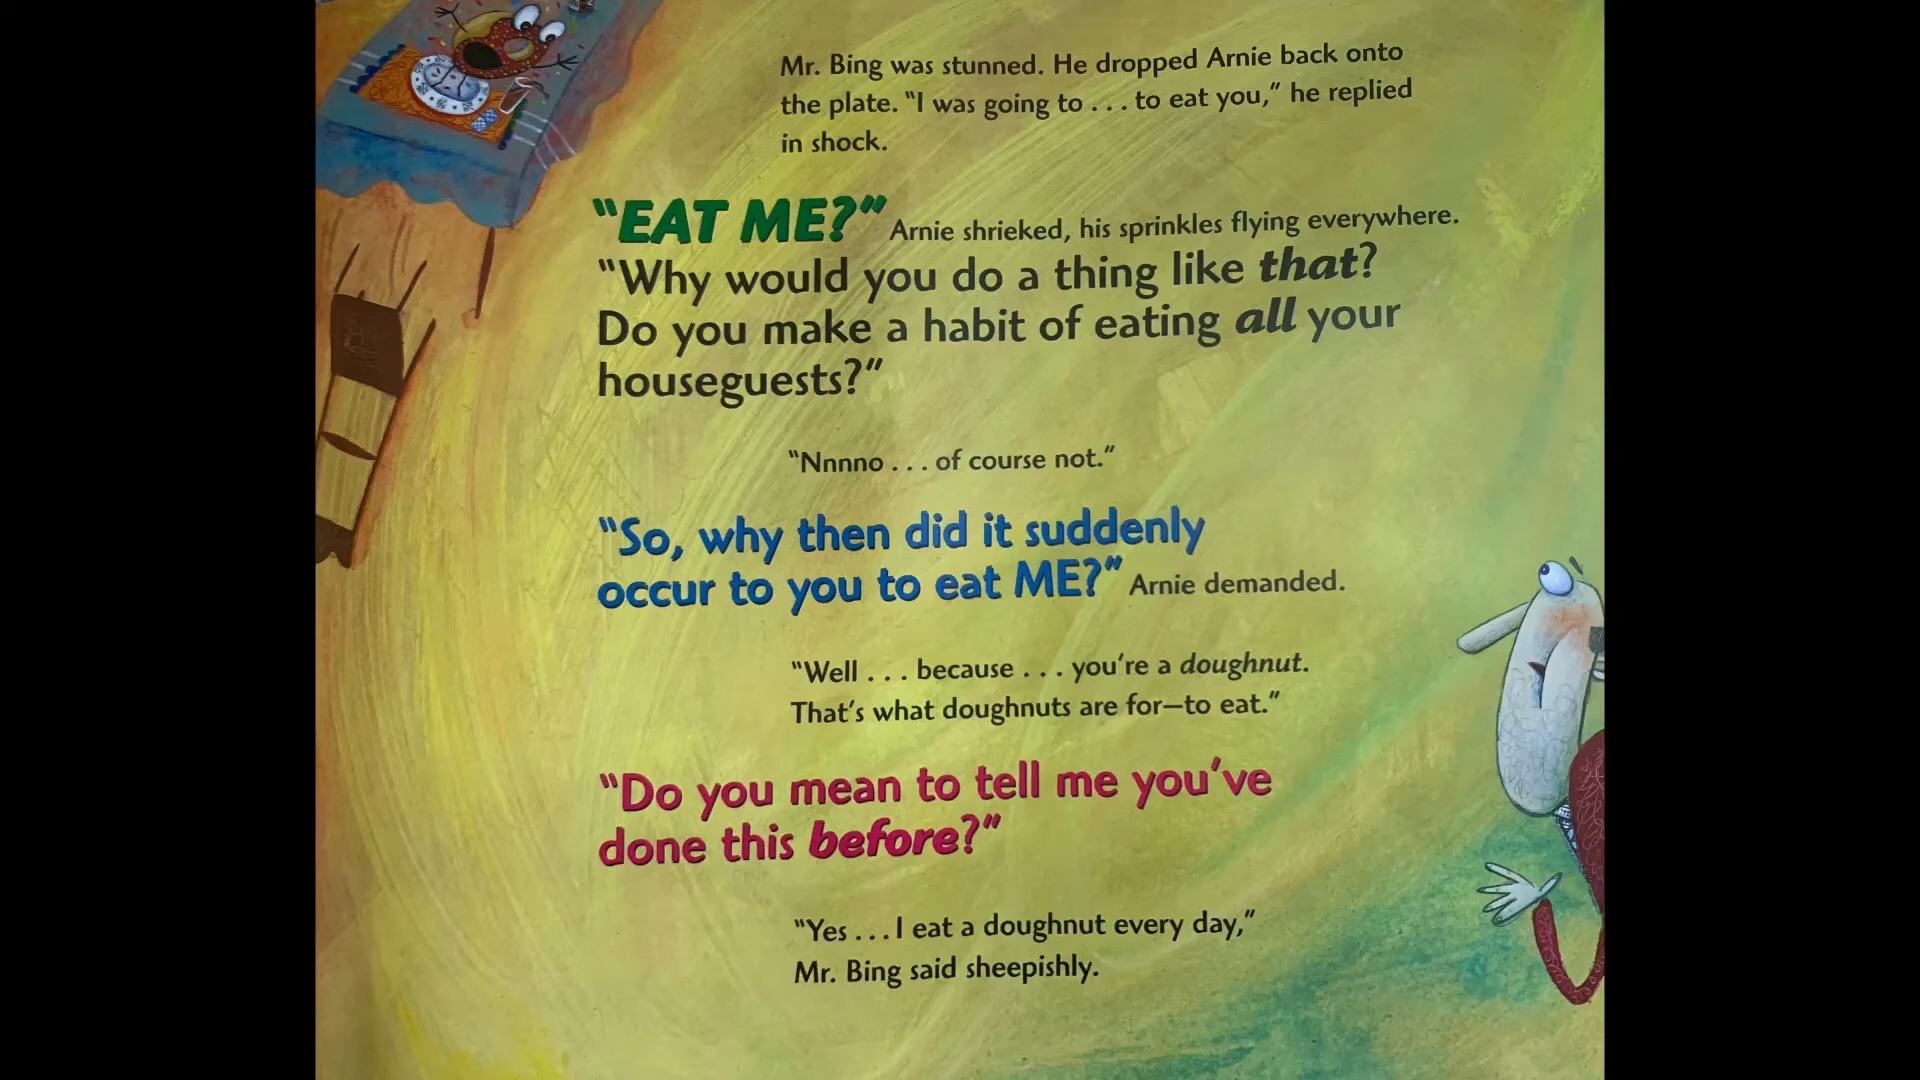 Mr. Bing was stunned. He dropped Arnie back onto
the plate. "I was going to . . . to eat you," he replied
in shock.
"EAT ME?" Arnie shrieked, his sprinkles flying everywhere.
"Why would you do a thing like that?
Do you make a habit of eating all your
houseguests?"
"Nnnno . . . of course not."
"So, why then did it suddenly
occur to you to eat ME?" Arnie demanded.
"Well . . . because . . . you're a doughnut.
That's what doughnuts are for—to eat."
"Do you mean to tell me you've
done this before?"
"Yes . . . I eat a doughnut every day,"
Mr. Bing said sheepishly.